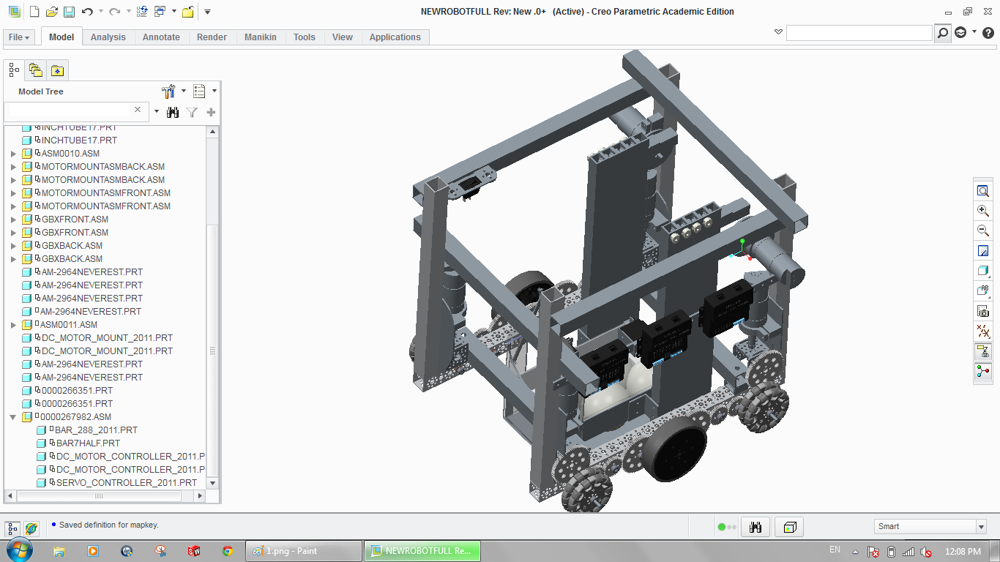 NEWROBOTFULL Rev: New .0+ (Active) - Creo Parametric Academic Edition
File Model Analysis Annotate Render Manikin Tools View Applications
Model Tree
INCHTUBE17.PRT
INCHTUBE17.PRT
ASM0010.ASM
MOTORMOUNTASMBACK.ASM
MOTORMOUNTASMBACK.ASM
MOTORMOUNTASMFRONT.ASM
MOTORMOUNTASMFRONT.ASM
GBXFRONT.ASM
GBXFRONT.ASM
GBXBACK.ASM
GBXBACK.ASM
AM-2964NEVEREST.PRT
AM-2964NEVEREST.PRT
AM-2964NEVEREST.PRT
AM-2964NEVEREST.PRT
ASM0011.ASM
DC_MOTOR_MOUNT_2011.PRT
DC_MOTOR_MOUNT_2011.PRT
AM-2964NEVEREST.PRT
AM-2964NEVEREST.PRT
0000266351.PRT
0000266351.PRT
0000267982.ASM
BAR_288_2011.PRT
BAR7HALF.PRT
DC_MOTOR_CONTROLLER_2011.P
DC_MOTOR_CONTROLLER_2011.P
SERVO_CONTROLLER_2011.PRT
Saved definition for mapkey.
Smart
1.png - Paint
NEWROBOTFULL Re...
EN
12:08 PM